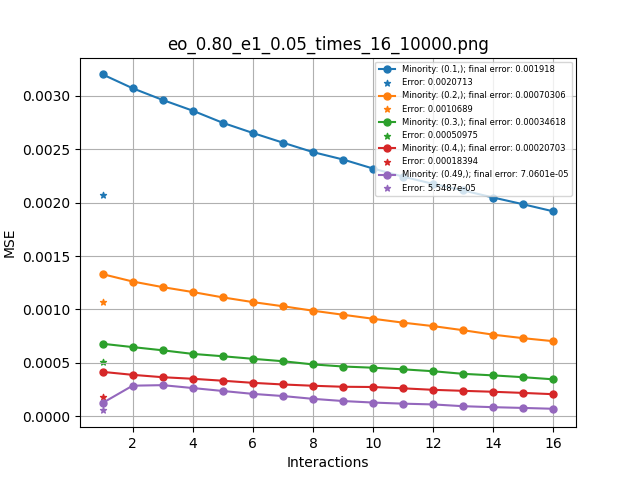 eo_0.80_e1_0.05_times_16_10000.png
Minority: (0.1,); final error: 0.001918
Error: 0.0020713
Minority: (0.2,); final error: 0.00070306
Error: 0.0010689
Minority: (0.3,); final error: 0.00034618
Error: 0.00050975
Minority: (0.4,); final error: 0.00020703
Error: 0.00018394
Minority: (0.49,); final error: 7.0601e-05
Error: 5.5487e-05
MSE
0.0030
0.0025
0.0020
0.0015
0.0010
0.0005
0.0000
2 4 6 8 10 12 14 16
Interactions